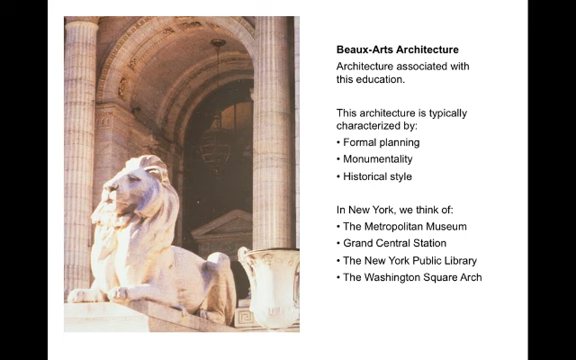 Beaux-Arts Architecture
Architecture associated with
this education.
This architecture is typically
characterized by:
• Formal planning
• Monumentality
• Historical style
In New York, we think of:
• The Metropolitan Museum
• Grand Central Station
• The New York Public Library
• The Washington Square Arch